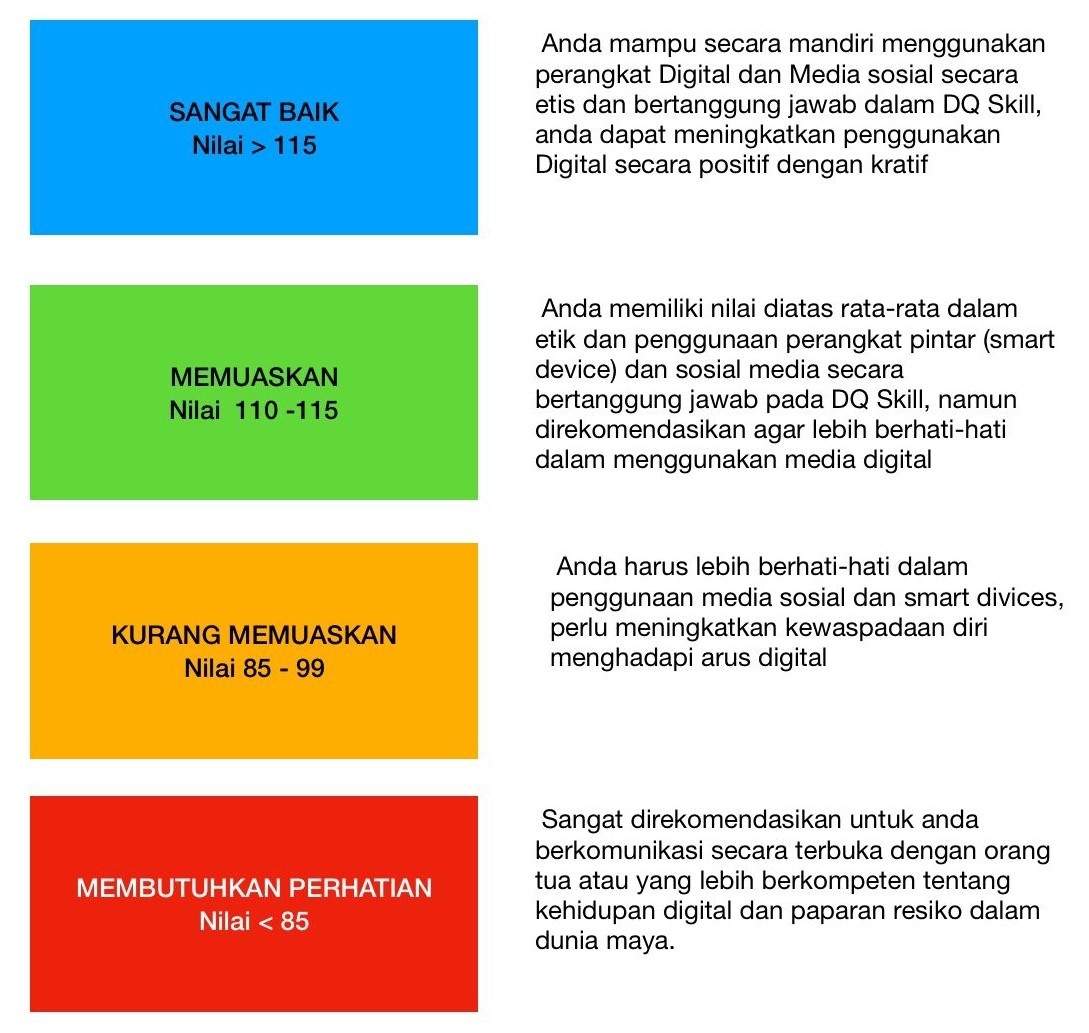 SANGAT BAIK
Nilai > 115
Anda mampu secara mandiri menggunakan
perangkat Digital dan Media sosial secara
etis dan bertanggung jawab dalam DQ Skill,
anda dapat meningkatkan penggunakan
Digital secara positif dengan kratif
MEMUASKAN
Nilai 110 -115
Anda memiliki nilai diatas rata-rata dalam
etik dan penggunaan perangkat pintar (smart
device) dan sosial media secara
bertanggung jawab pada DQ Skill, namun
direkomendasikan agar lebih berhati-hati
dalam menggunakan media digital
KURANG MEMUASKAN
Nilai 85 - 99
Anda harus lebih berhati-hati dalam
penggunaan media sosial dan smart divices,
perlu meningkatkan kewaspadaan diri
menghadapi arus digital
MEMBUTUHKAN PERHATIAN
Nilai < 85
Sangat direkomendasikan untuk anda
berkomunikasi secara terbuka dengan orang
tua atau yang lebih berkompeten tentang
kehidupan digital dan paparan resiko dalam
dunia maya.